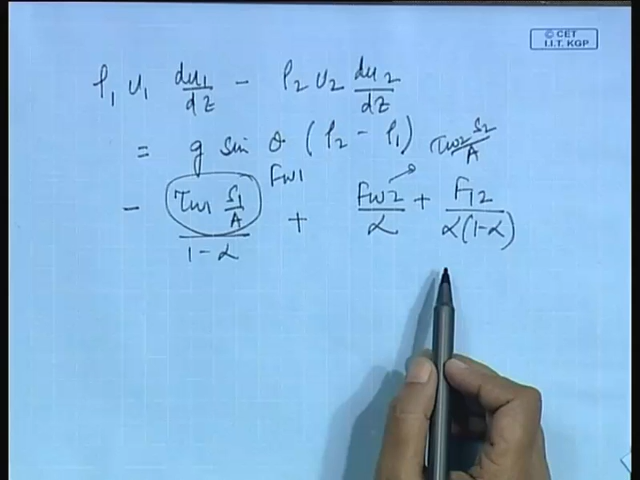 © CET
I.I.T. KGP
ρ₁ u₁ du₁/dz − ρ₂ u₂ du₂/dz
= g sin θ (ρ₂ − ρ₁) τw₂ S₂/A
− (τw₁ S₁/A)/(1−α) Fw1 + Fw2/α + F12/α(1−α)